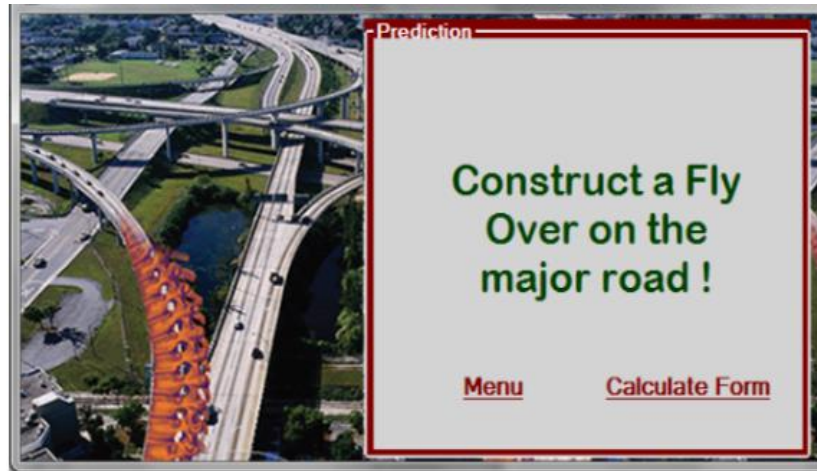 Prediction
Construct a Fly
Over on the
major road !
Menu Calculate Form